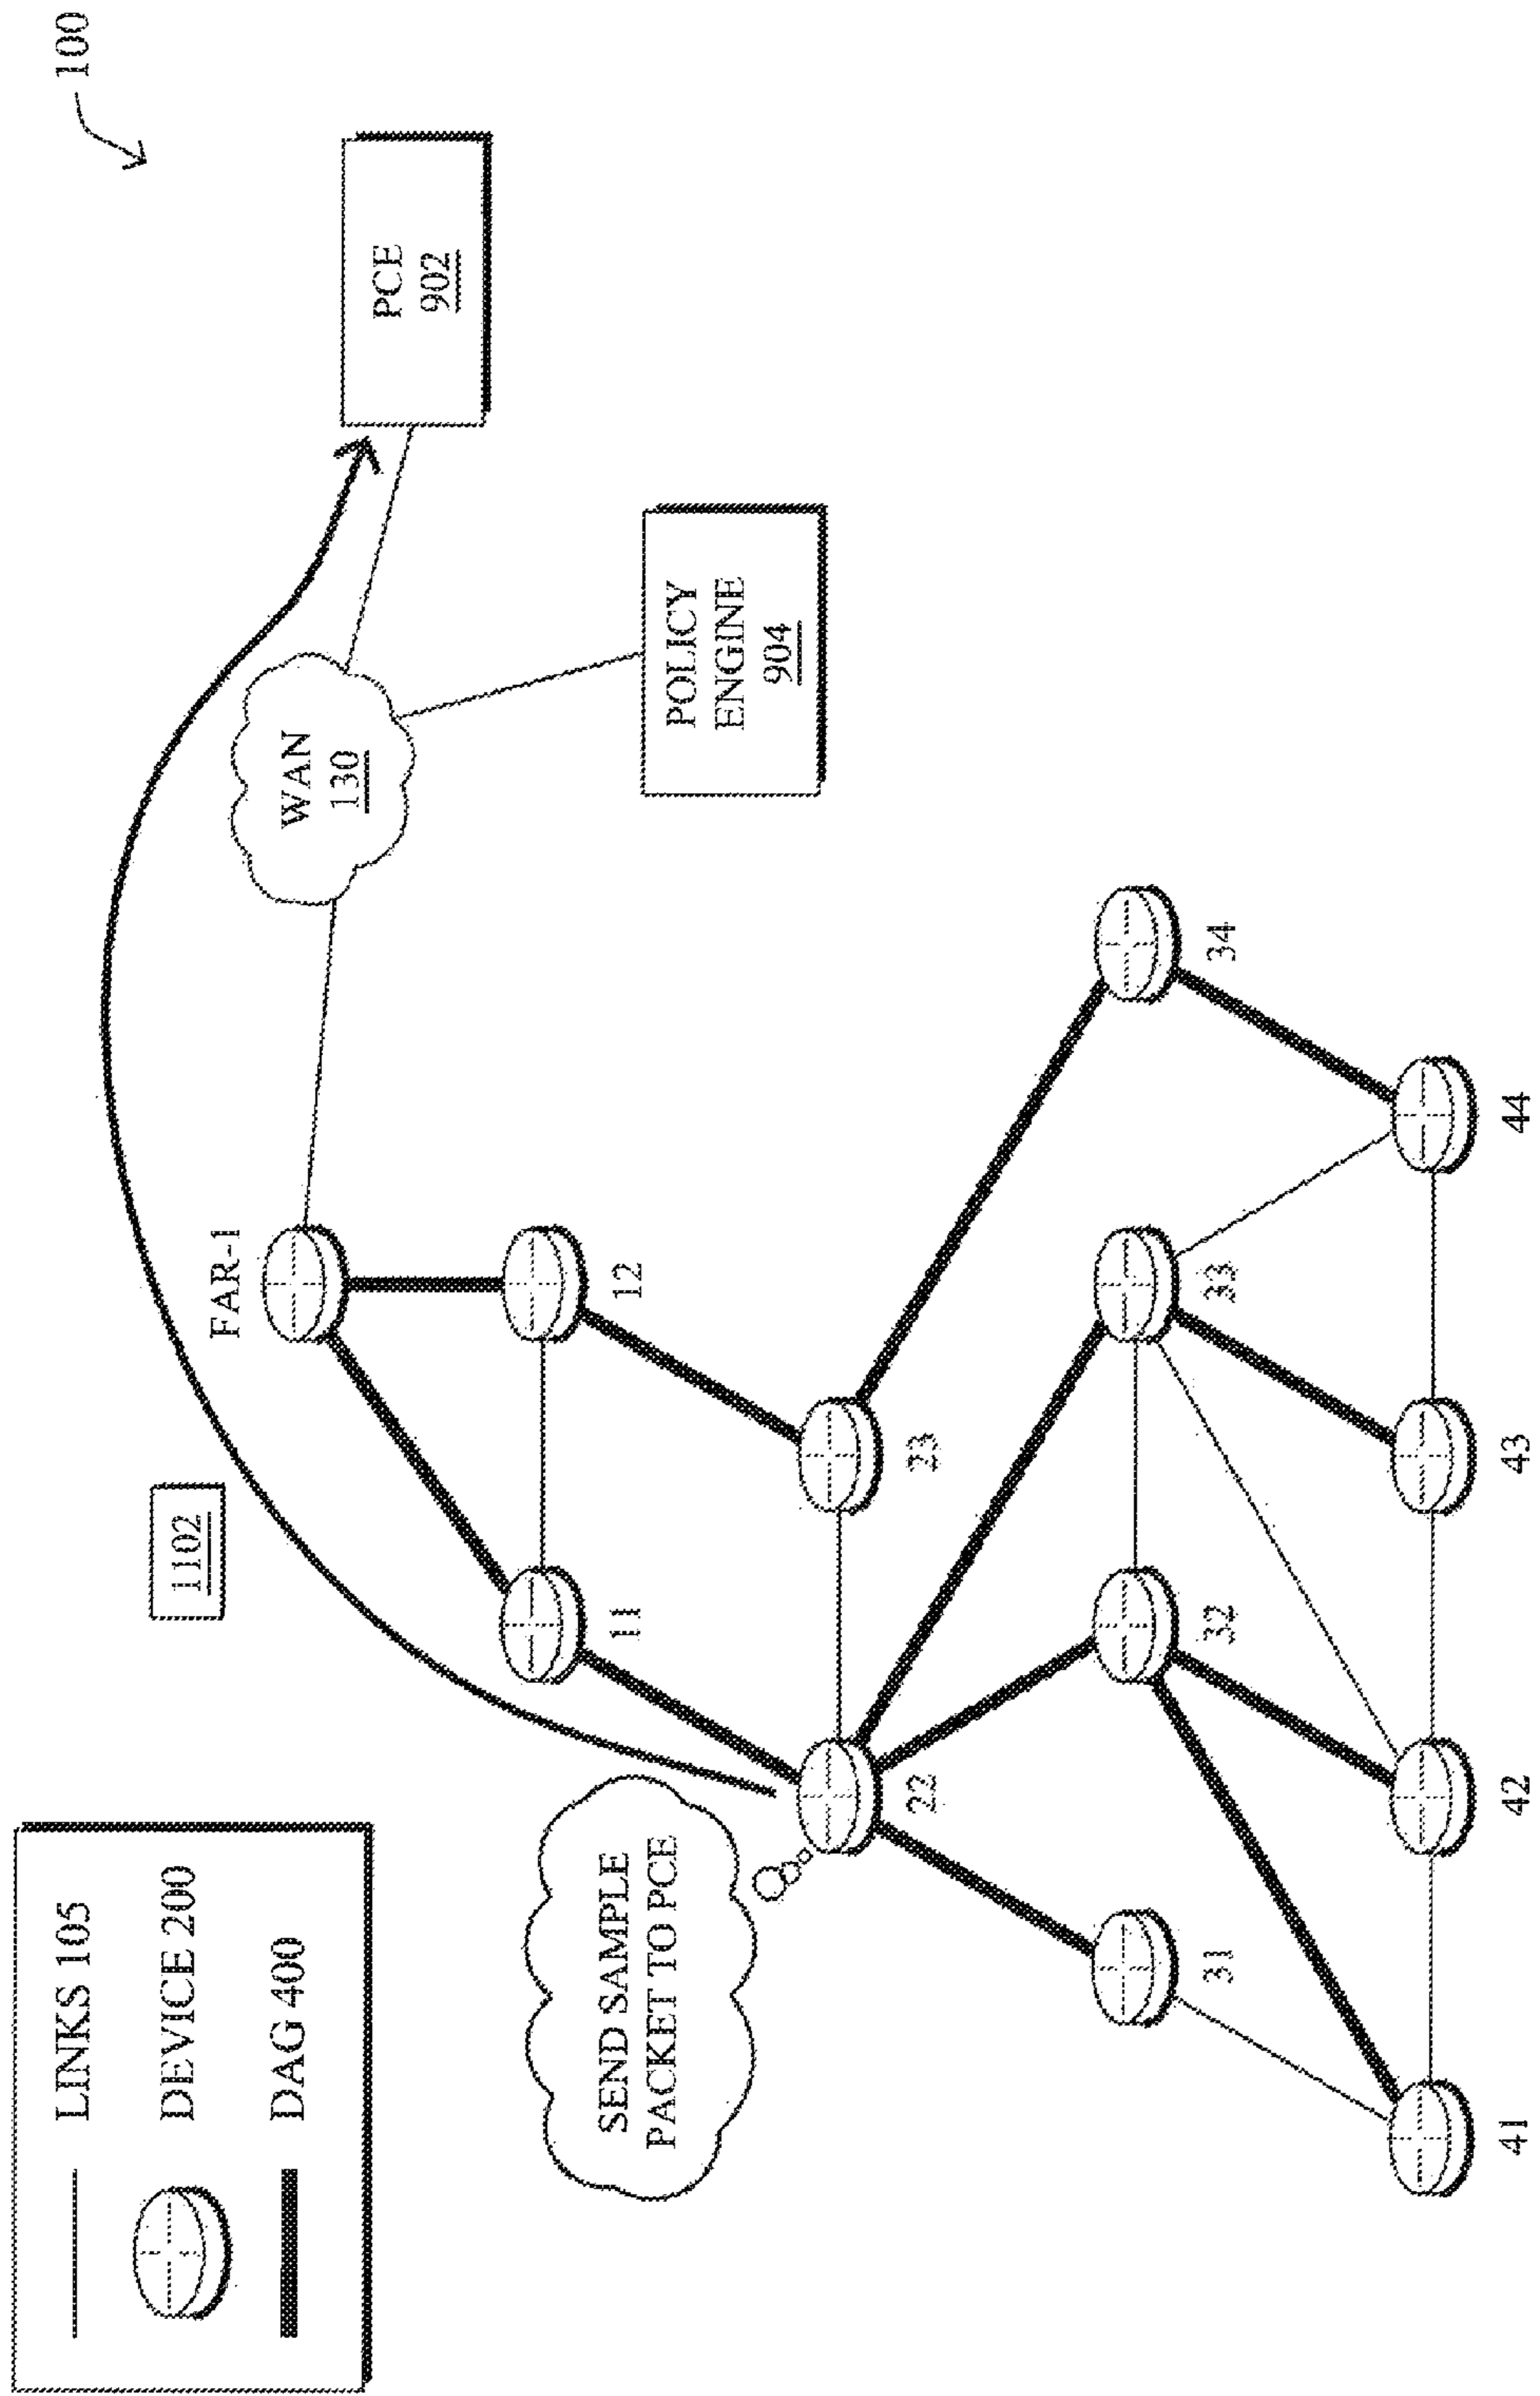 LINKS 105
DEVICE 200
DAG 400
100
1102
FAR-1
WAN
130
PCE
902
POLICY
ENGINE
904
SEND SAMPLE
PACKET TO PCE
11
12
22
23
31
32
33
34
41
42
43
44